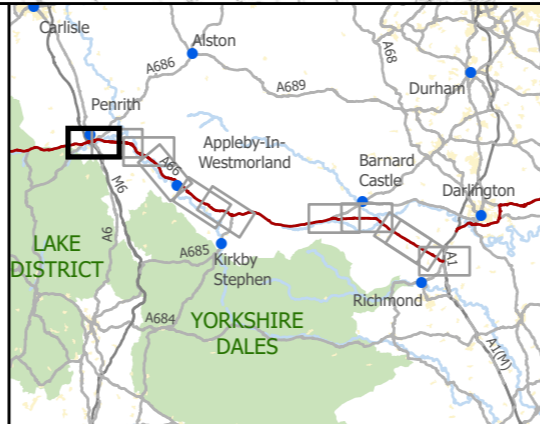 Carlisle
Alston
A68
A686
A689
Durham
Penrith
Appleby-In-
Westmorland
Barnard
Castle
A66
Darlington
M6
LAKE
DISTRICT
A6
A685
Kirkby
Stephen
A1
Richmond
A684
YORKSHIRE
DALES
A1(M)